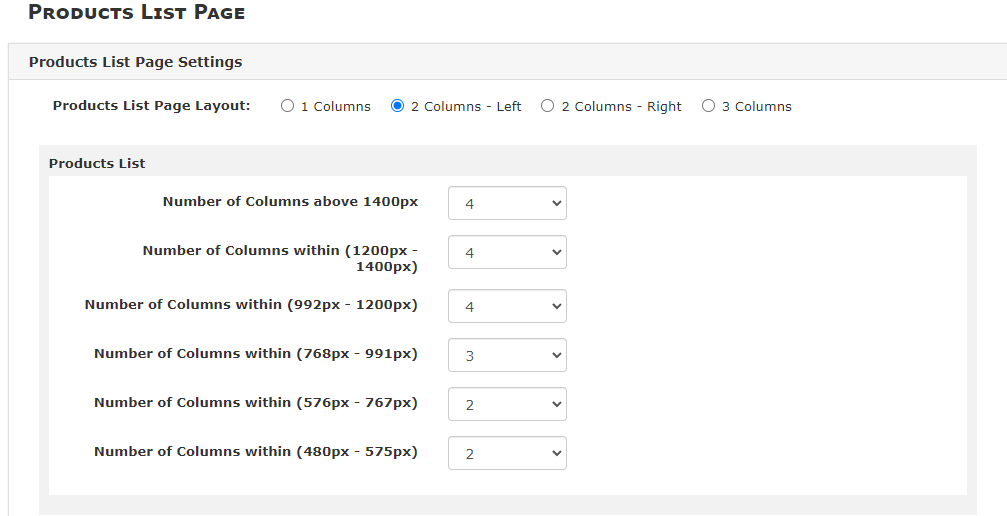 PRODUCTS LIST PAGE
Products List Page Settings
Products List Page Layout: 1 Columns 2 Columns - Left 2 Columns - Right 3 Columns
Products List
Number of Columns above 1400px 4
Number of Columns within (1200px -
1400px) 4
Number of Columns within (992px - 1200px) 4
Number of Columns within (768px - 991px) 3
Number of Columns within (576px - 767px) 2
Number of Columns within (480px - 575px) 2